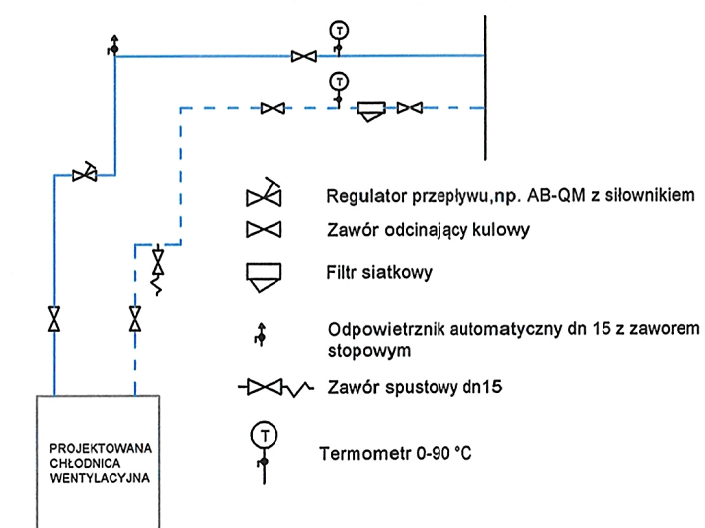 T
T
Regulator przepływu,np. AB-QM z siłownikiem
Zawór odcinający kulowy
Filtr siatkowy
Odpowietrznik automatyczny dn 15 z zaworem
stopowym
Zawór spustowy dn15
T
Termometr 0-90 °C
PROJEKTOWANA
CHŁODNICA
WENTYLACYJNA